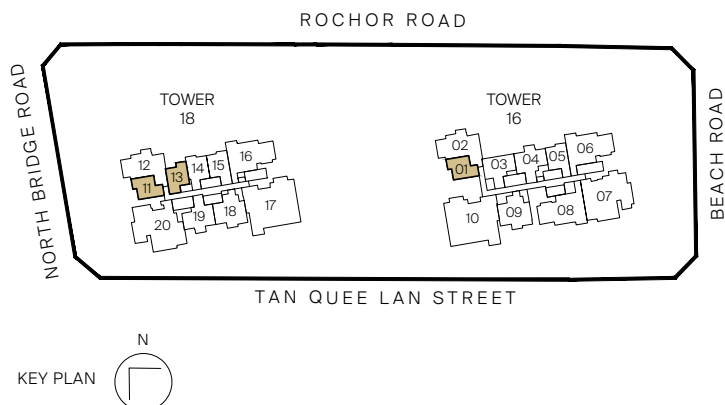 ROCHOR ROAD
NORTH BRIDGE ROAD
BEACH ROAD
TOWER
18
TOWER
16
12
11
13
14
15
16
17
18
19
20
02
01
03
04
05
06
07
08
09
10
TAN QUEE LAN STREET
N
KEY PLAN